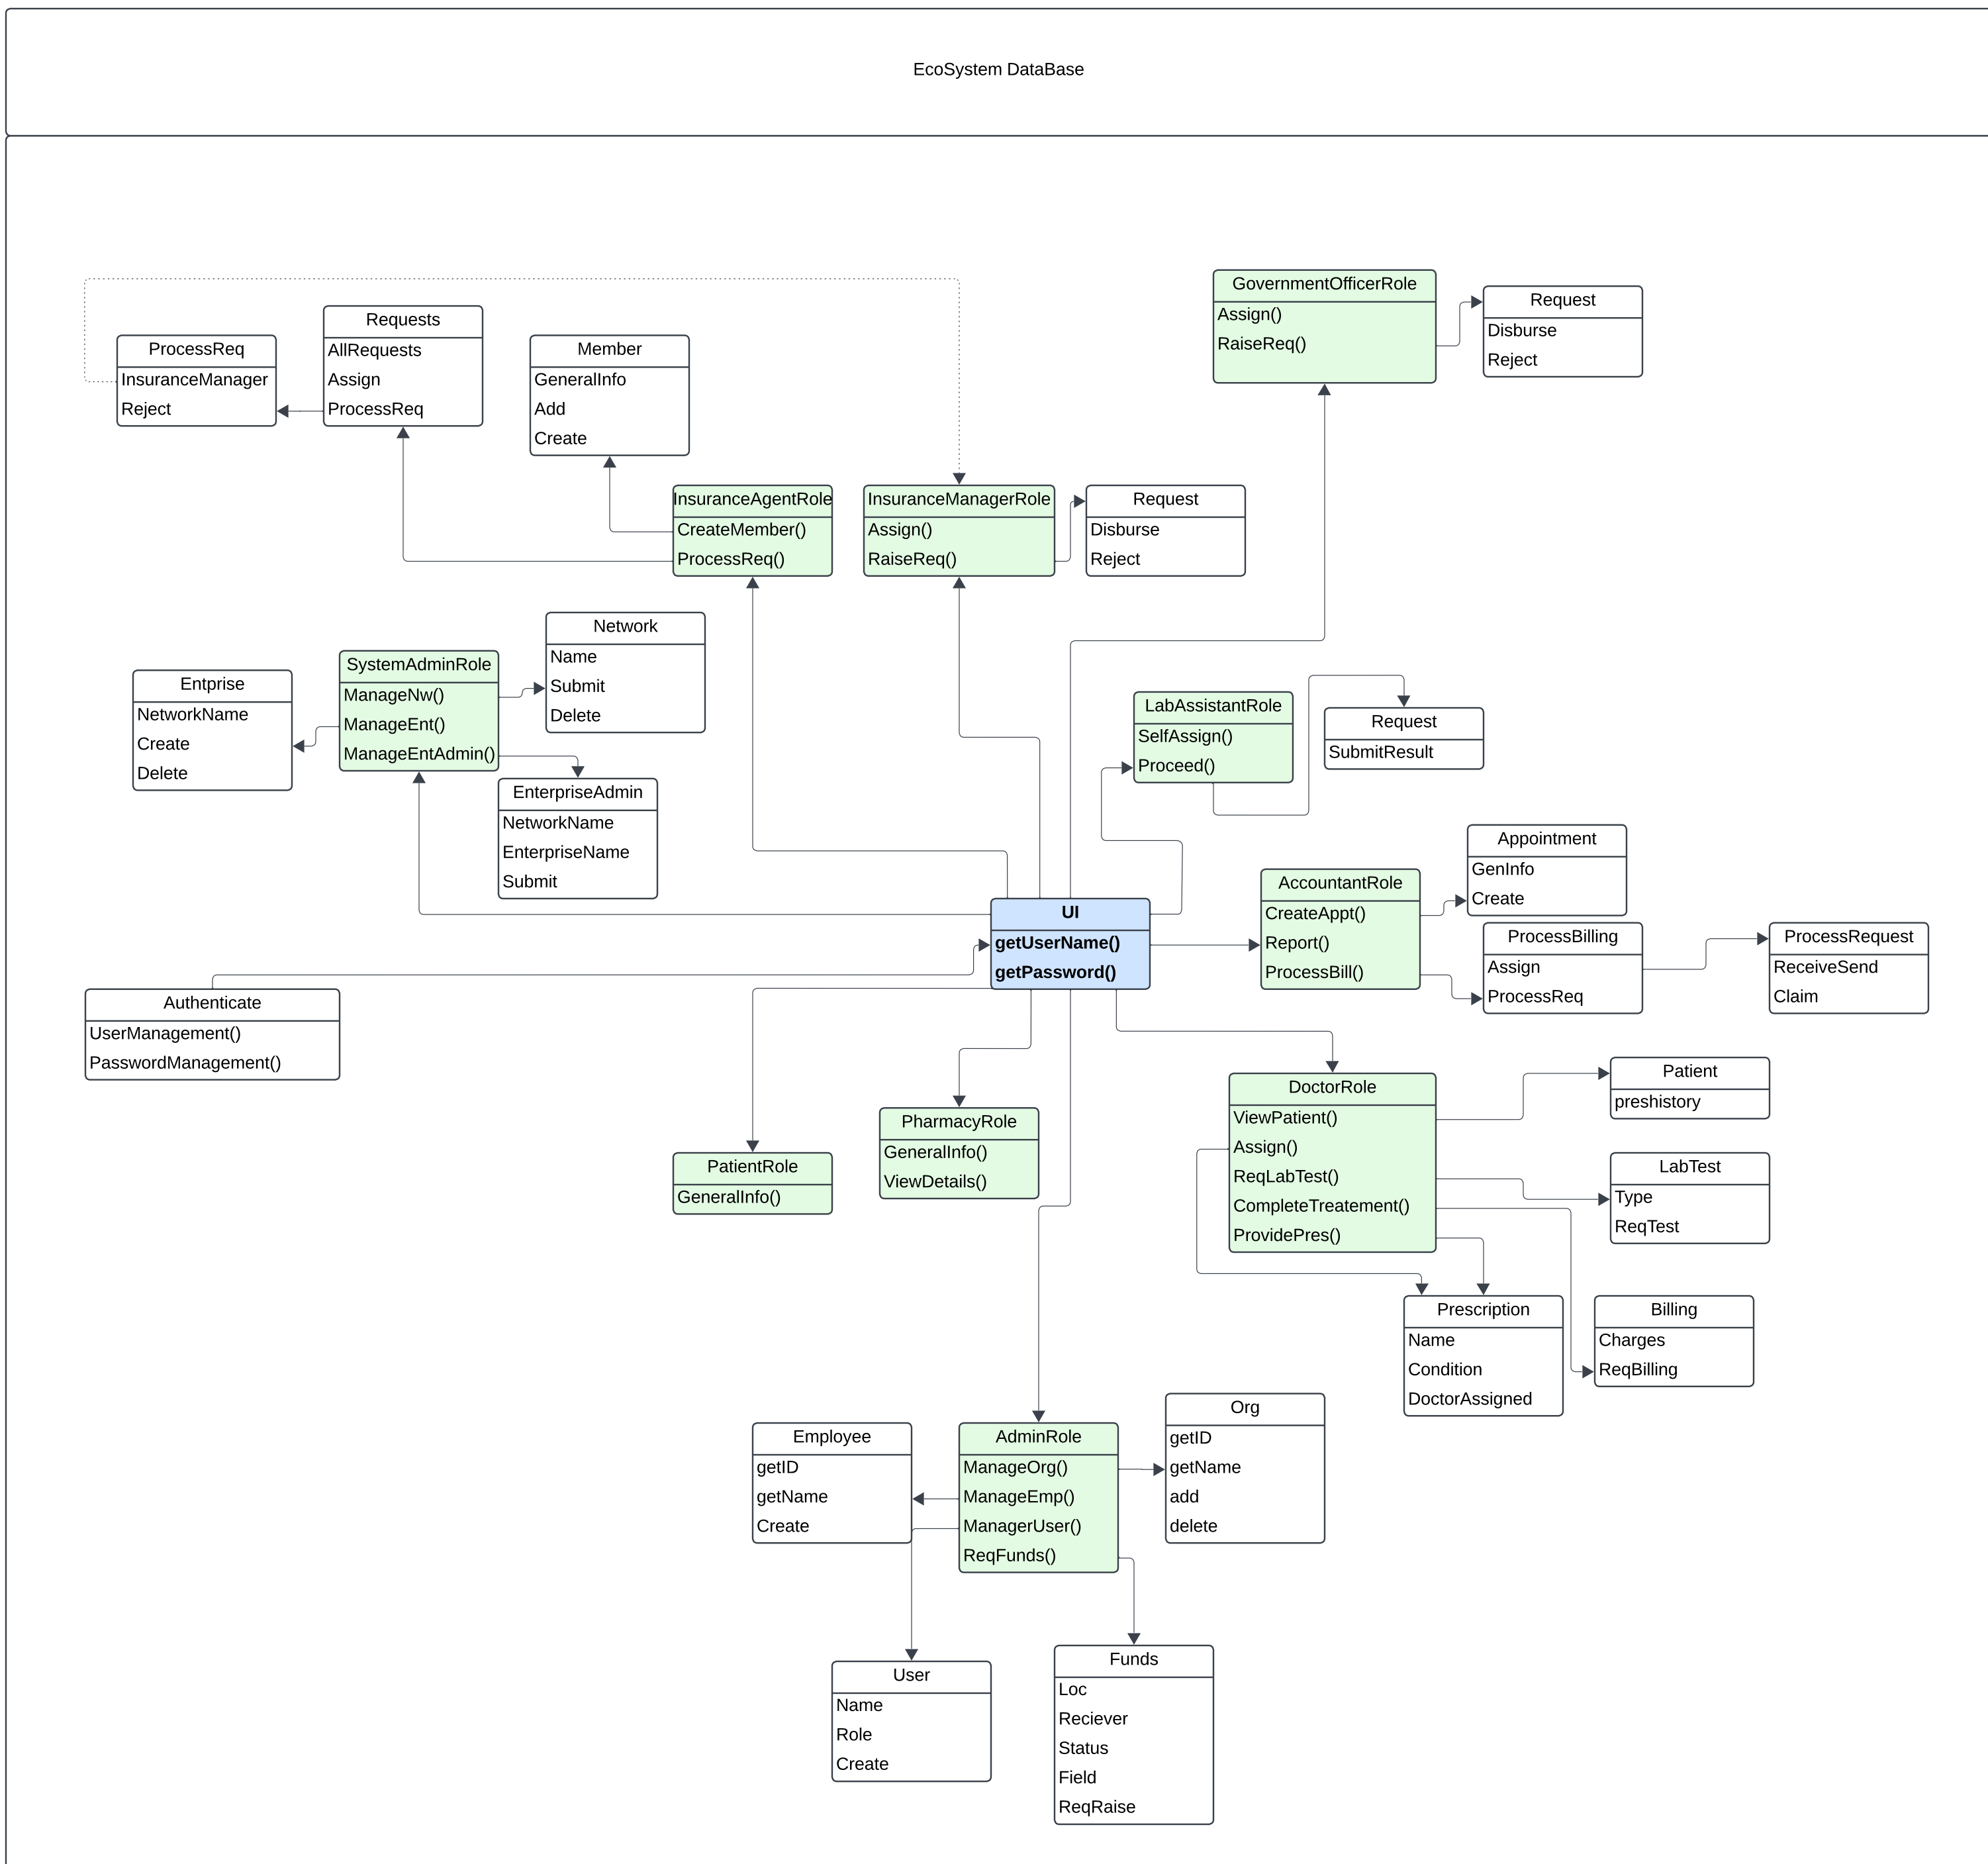 EcoSystem DataBase
GovernmentOfficerRole
Assign()
RaiseReq()
Request
Disburse
Reject
Requests
AllRequests
Assign
ProcessReq
ProcessReq
InsuranceManager
Reject
Member
GeneralInfo
Add
Create
InsuranceAgentRole
CreateMember()
ProcessReq()
InsuranceManagerRole
Assign()
RaiseReq()
Request
Disburse
Reject
Network
Name
Submit
Delete
SystemAdminRole
ManageNw()
ManageEnt()
ManageEntAdmin()
Entprise
NetworkName
Create
Delete
EnterpriseAdmin
NetworkName
EnterpriseName
Submit
LabAssistantRole
SelfAssign()
Proceed()
Request
SubmitResult
Appointment
GenInfo
Create
AccountantRole
CreateAppt()
Report()
ProcessBill()
UI
getUserName()
getPassword()
ProcessBilling
Assign
ProcessReq
ProcessRequest
ReceiveSend
Claim
Authenticate
UserManagement()
PasswordManagement()
DoctorRole
ViewPatient()
Assign()
ReqLabTest()
CompleteTreatement()
ProvidePres()
Patient
preshistory
PharmacyRole
GeneralInfo()
ViewDetails()
PatientRole
GeneralInfo()
LabTest
Type
ReqTest
Prescription
Name
Condition
DoctorAssigned
Billing
Charges
ReqBilling
Employee
getID
getName
Create
AdminRole
ManageOrg()
ManageEmp()
ManagerUser()
ReqFunds()
Org
getID
getName
add
delete
User
Name
Role
Create
Funds
Loc
Reciever
Status
Field
ReqRaise